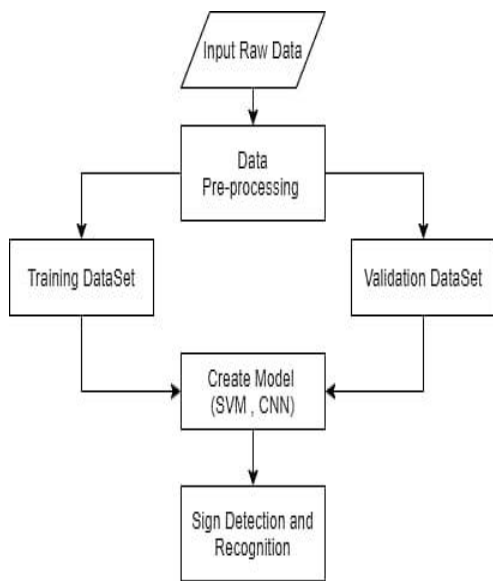 Input Raw Data
Data
Pre-processing
Training DataSet
Validation DataSet
Create Model
(SVM , CNN)
Sign Detection and
Recognition